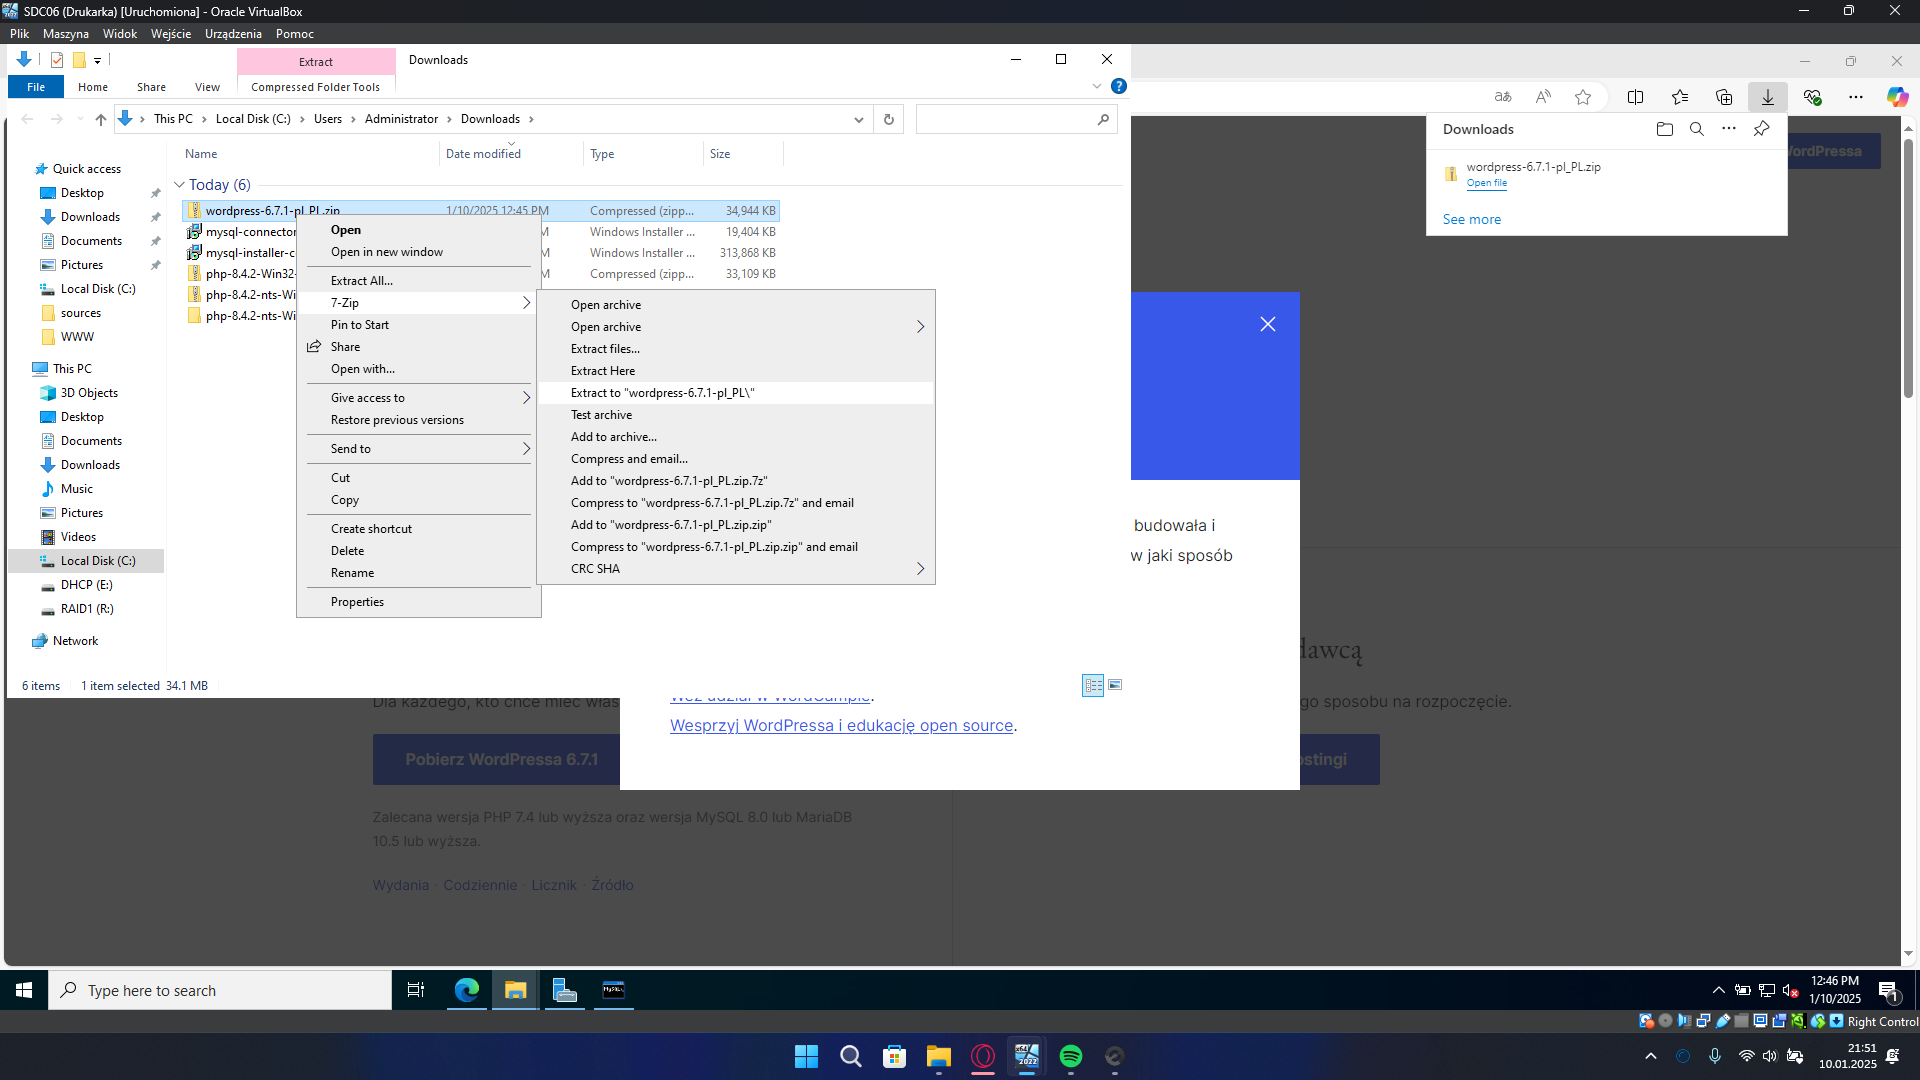 SDC06 (Drukarka) [Uruchomiona] - Oracle VirtualBox
Plik Maszyna Widok Wejście Urządzenia Pomoc
Extract Downloads
File Home Share View Compressed Folder Tools
This PC > Local Disk (C:) > Users > Administrator > Downloads >
Name Date modified Type Size
Today (6)
wordpress-6.7.1-pl_PL.zip 1/10/2025 12:45 PM Compressed (zipp... 34,944 KB
mysql-connector Windows Installer ... 19,404 KB
mysql-installer-c Windows Installer ... 313,868 KB
php-8.4.2-Win32- Compressed (zipp... 33,109 KB
php-8.4.2-nts-Wi
php-8.4.2-nts-Wi
Quick access
Desktop
Downloads
Documents
Pictures
Local Disk (C:)
sources
WWW
This PC
3D Objects
Desktop
Documents
Downloads
Music
Pictures
Videos
Local Disk (C:)
DHCP (E:)
RAID1 (R:)
Network
6 items 1 item selected 34.1 MB
Open
Open in new window
Extract All...
7-Zip
Pin to Start
Share
Open with...
Give access to
Restore previous versions
Send to
Cut
Copy
Create shortcut
Delete
Rename
Properties
Open archive
Open archive
Extract files...
Extract Here
Extract to "wordpress-6.7.1-pl_PL\"
Test archive
Add to archive...
Compress and email...
Add to "wordpress-6.7.1-pl_PL.zip.7z"
Compress to "wordpress-6.7.1-pl_PL.zip.7z" and email
Add to "wordpress-6.7.1-pl_PL.zip.zip"
Compress to "wordpress-6.7.1-pl_PL.zip.zip" and email
CRC SHA
Downloads
wordpress-6.7.1-pl_PL.zip
Open file
See more
WordPressa
budowała i
w jaki sposób
dawcą
Weź udział w WordCampie.
Dla każdego, kto chce mieć włas
go sposobu na rozpoczęcie.
Wesprzyj WordPressa i edukację open source.
Pobierz WordPressa 6.7.1
ostingi
Zalecana wersja PHP 7.4 lub wyższa oraz wersja MySQL 8.0 lub MariaDB
10.5 lub wyższa.
Wydania · Codziennie · Licznik · Źródło
Type here to search
12:46 PM
1/10/2025
1
Right Control
21:51
10.01.2025